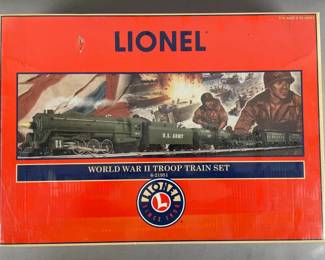 LIONEL
U.S. ARMY
WORLD WAR II TROOP TRAIN SET
6-21951
LIONEL
SINCE 1900